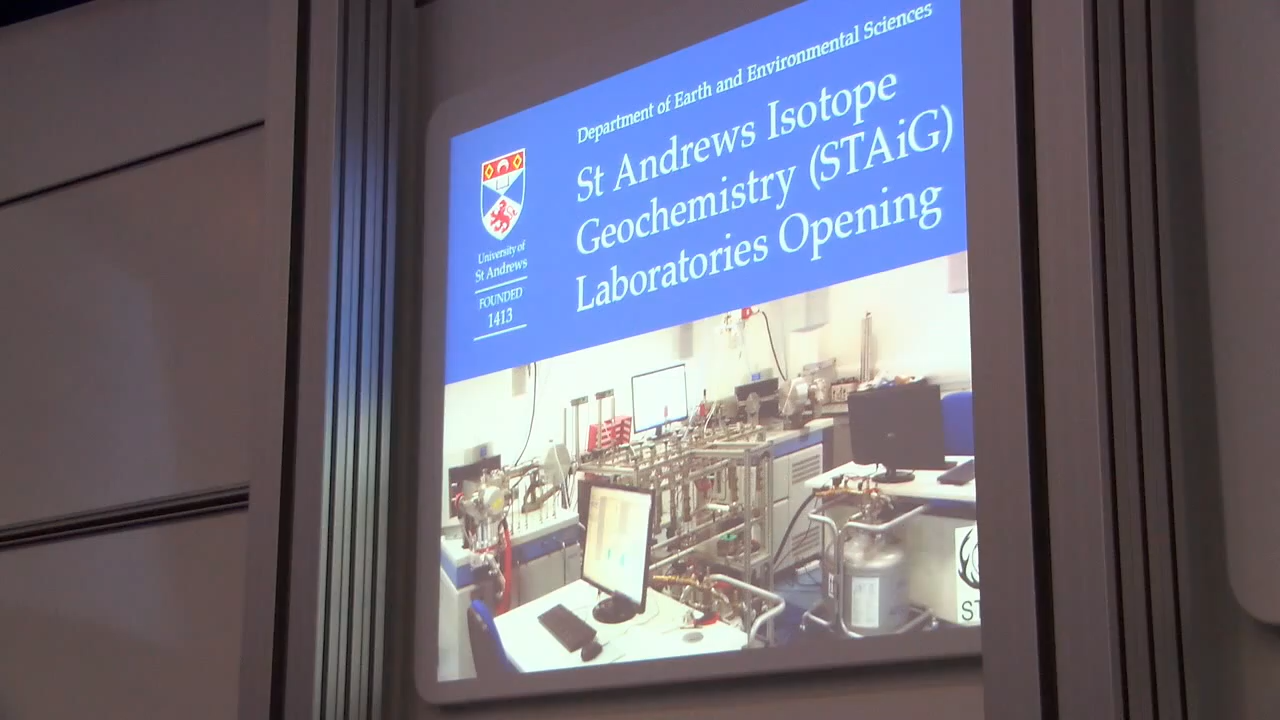 Department of Earth and Environmental Sciences
St Andrews Isotope
Geochemistry (STAiG)
Laboratories Opening
University of
St Andrews
FOUNDED
1413